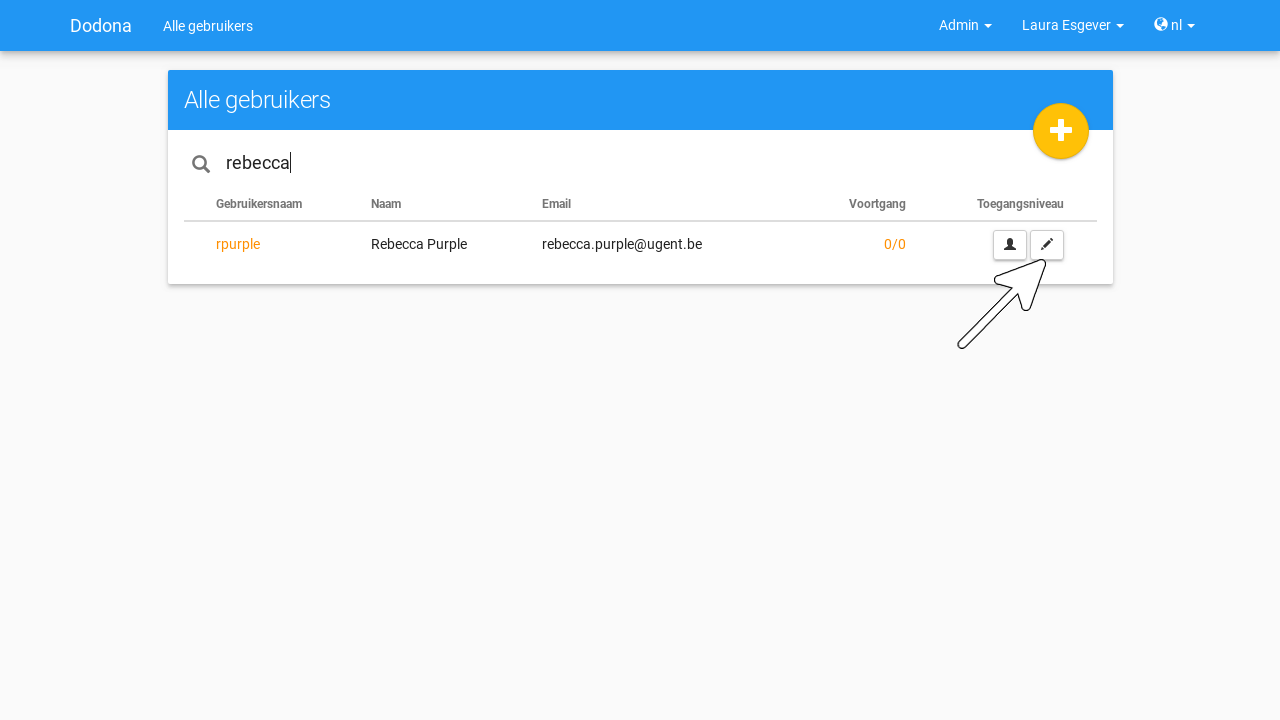 Dodona Alle gebruikers Admin Laura Esgever nl
Alle gebruikers
rebecca
Gebruikersnaam Naam Email Voortgang Toegangsniveau
rpurple Rebecca Purple rebecca.purple@ugent.be 0/0